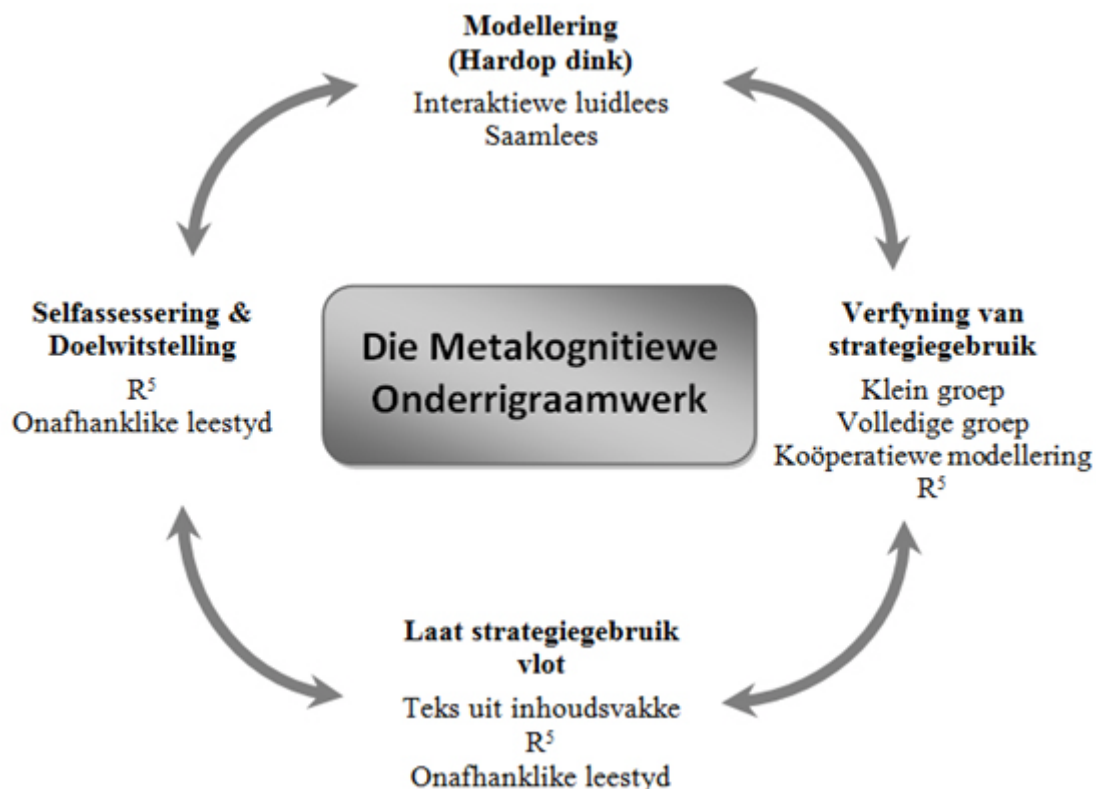 Modellering
(Hardop dink)
Interaktiewe luidlees
Saamlees
Selfassessering &
Doelwitstelling
R⁵
Onafhanklike leestyd
Die Metakognitiewe
Onderrigraamwerk
Verfyning van
strategiegebruik
Klein groep
Volledige groep
Koöperatiewe modellering
R⁵
Laat strategiegebruik
vlot
Teks uit inhoudsvakke
R⁵
Onafhanklike leestyd